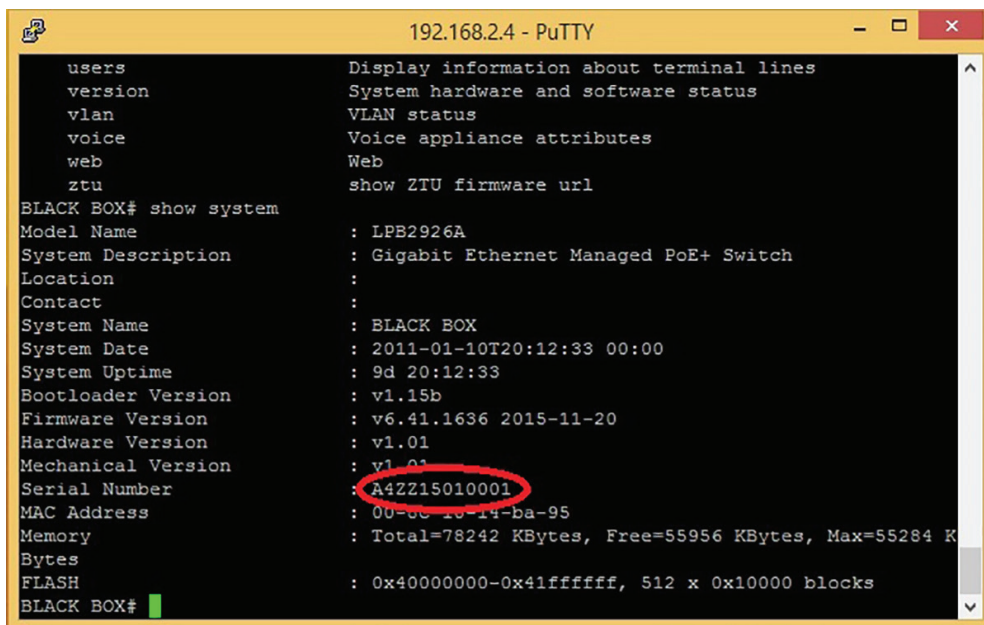 192.168.2.4 - PuTTY
users Display information about terminal lines
version System hardware and software status
vlan VLAN status
voice Voice appliance attributes
web Web
ztu show ZTU firmware url
BLACK BOX# show system
Model Name : LPB2926A
System Description : Gigabit Ethernet Managed PoE+ Switch
Location :
Contact :
System Name : BLACK BOX
System Date : 2011-01-10T20:12:33 00:00
System Uptime : 9d 20:12:33
Bootloader Version : v1.15b
Firmware Version : v6.41.1636 2015-11-20
Hardware Version : v1.01
Mechanical Version : v1.01
Serial Number : A4ZZ15010001
MAC Address :
Memory : Total=78242 KBytes, Free=55956 KBytes, Max=55284 K
Bytes
FLASH : 0x40000000-0x41ffffff, 512 x 0x10000 blocks
BLACK BOX#